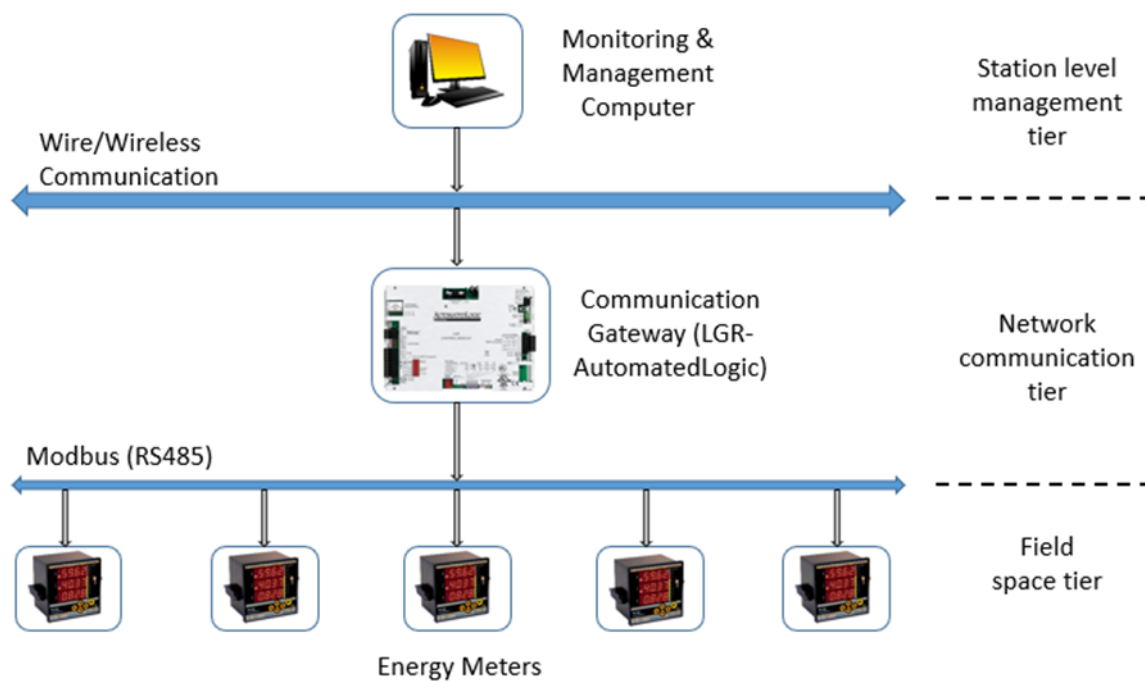 Monitoring &
Management
Computer
Station level
management
tier
Wire/Wireless
Communication
AUTOMATEDLOGIC
Communication
Gateway (LGR-
AutomatedLogic)
Network
communication
tier
Modbus (RS485)
Field
space tier
Energy Meters